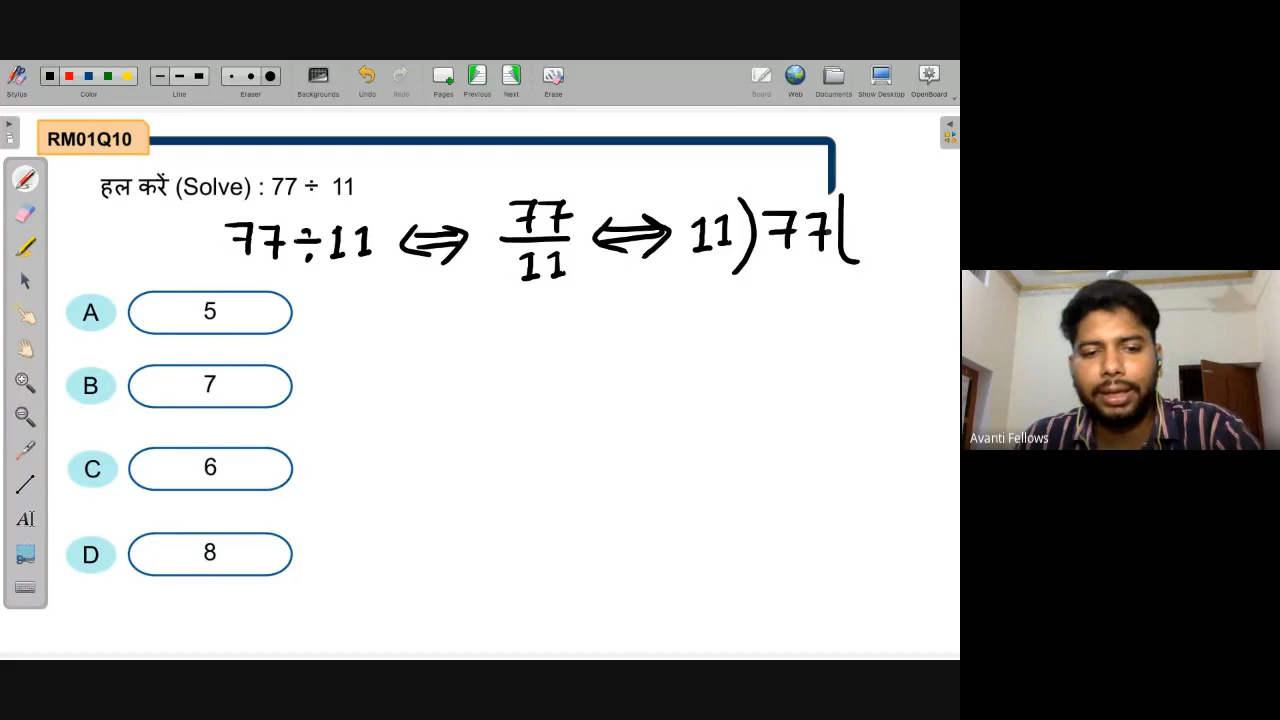 Stylus Color Line Eraser Backgrounds Undo Redo Pages Previous Next Erase Board Web Documents Show Desktop OpenBoard
RM01Q10
हल करें (Solve) : 77 ÷ 11
77÷11 ⇔ 77/11 ⇔ 11)77(
A 5
B 7
C 6
D 8
AI
Avanti Fellows